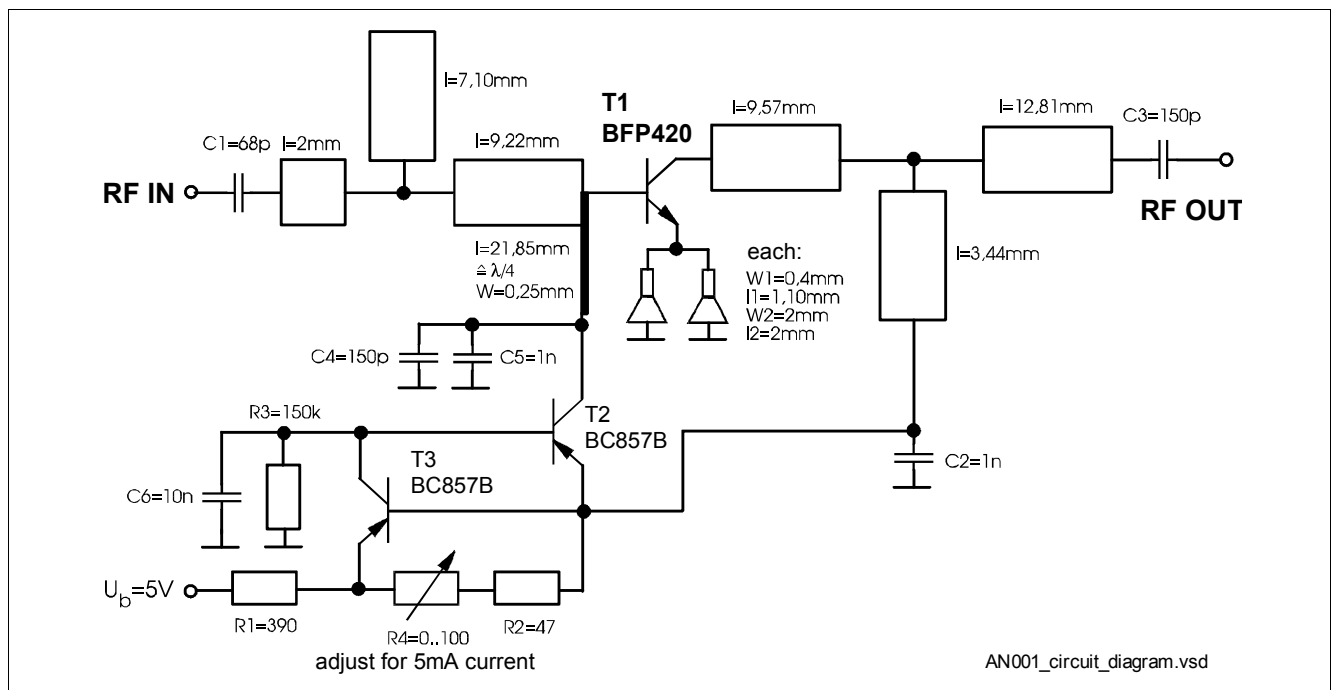 l=7,10mm
T1
BFP420
l=9,57mm
l=12,81mm
C3=150p
C1=68p
l=2mm
l=9,22mm
RF IN
RF OUT
l=21,85mm
≙ λ/4
W=0,25mm
each:
W1=0,4mm
l1=1,10mm
W2=2mm
l2=2mm
l=3,44mm
C4=150p
C5=1n
R3=150k
T2
BC857B
T3
BC857B
C2=1n
C6=10n
Ub=5V
R1=390
R4=0..100
R2=47
adjust for 5mA current
AN001_circuit_diagram.vsd